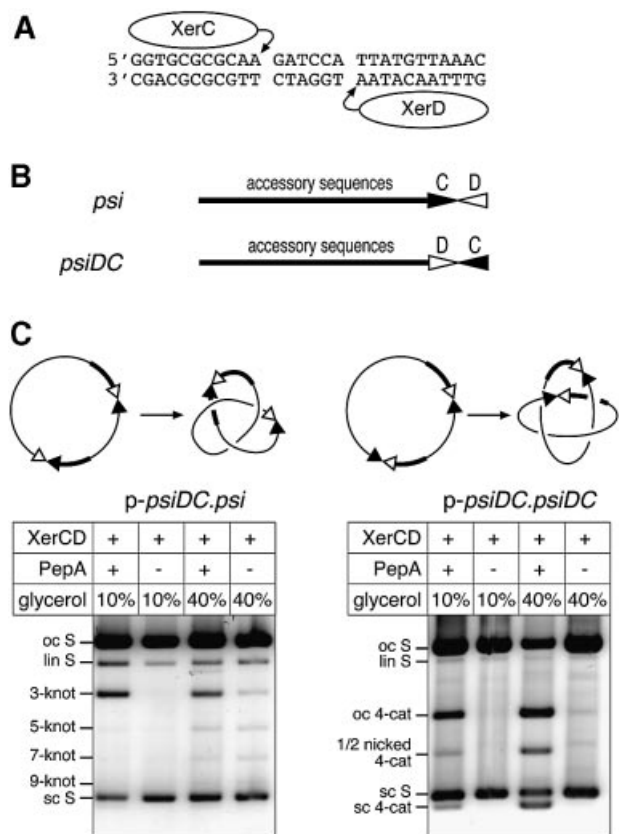 A
XerC
5'GGTGCGCGCAA GATCCA TTATGTTAAAC
3'CGACGCGCGTT CTAGGT AATACAATTTG
XerD
B
accessory sequences C D
psi
accessory sequences D C
psiDC
C
p-psiDC.psi
XerCD + + + +
PepA + - + -
glycerol 10% 10% 40% 40%
oc S
lin S
3-knot
5-knot
7-knot
9-knot
sc S
p-psiDC.psiDC
XerCD + + + +
PepA + - + -
glycerol 10% 10% 40% 40%
oc S
lin S
oc 4-cat
1/2 nicked
4-cat
sc S
sc 4-cat